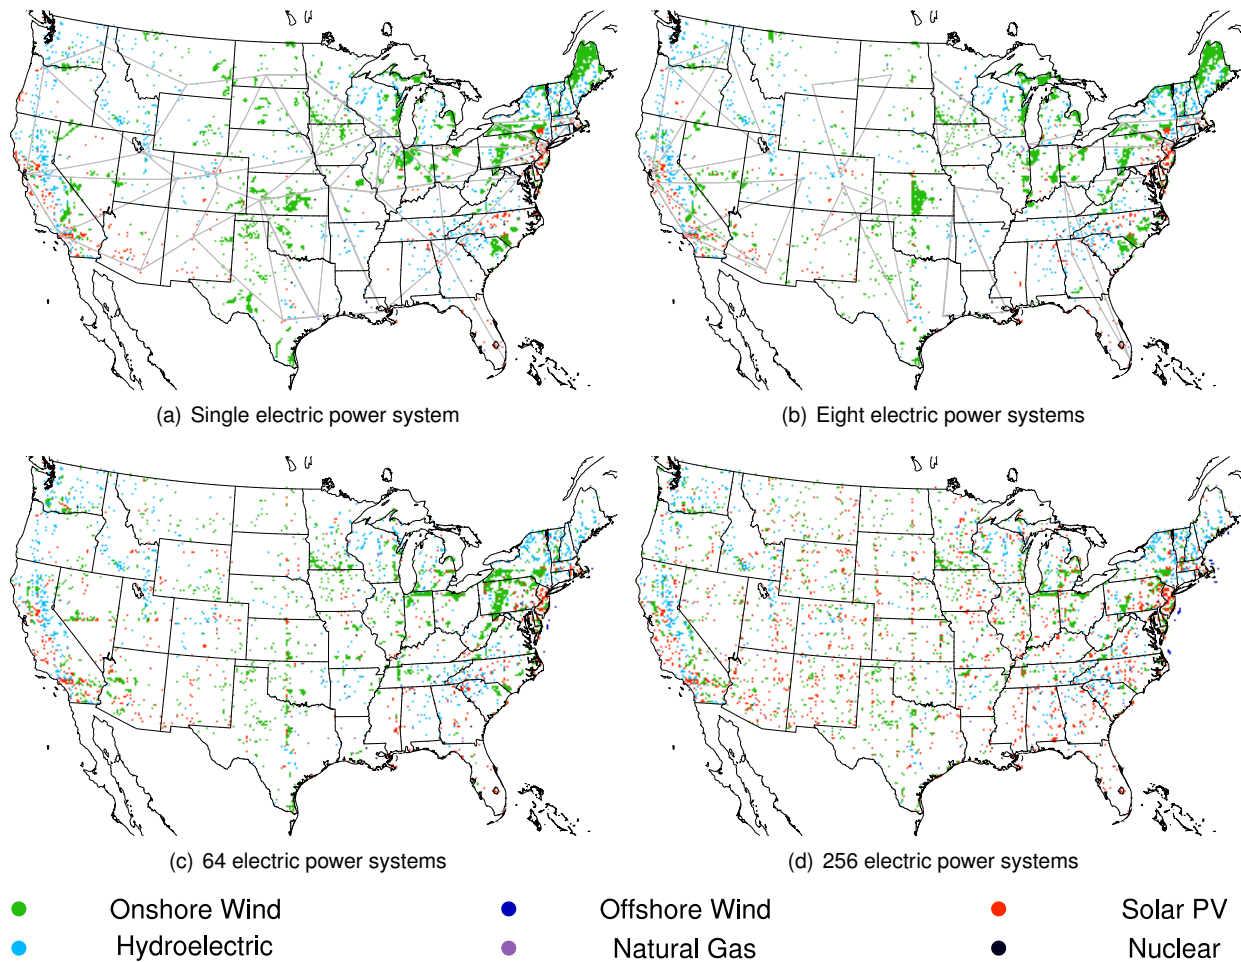 (a) Single electric power system
(b) Eight electric power systems
(c) 64 electric power systems
(d) 256 electric power systems
Onshore Wind
Offshore Wind
Solar PV
Hydroelectric
Natural Gas
Nuclear